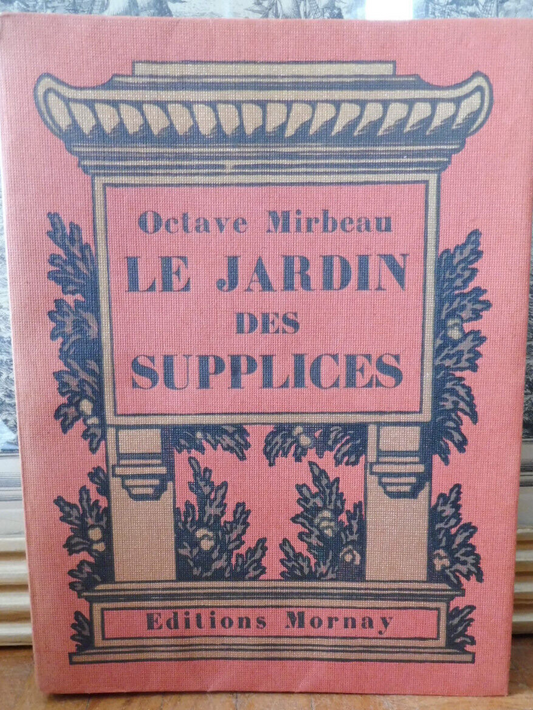 Octave Mirbeau
LE JARDIN
DES
SUPPLICES
Editions Mornay